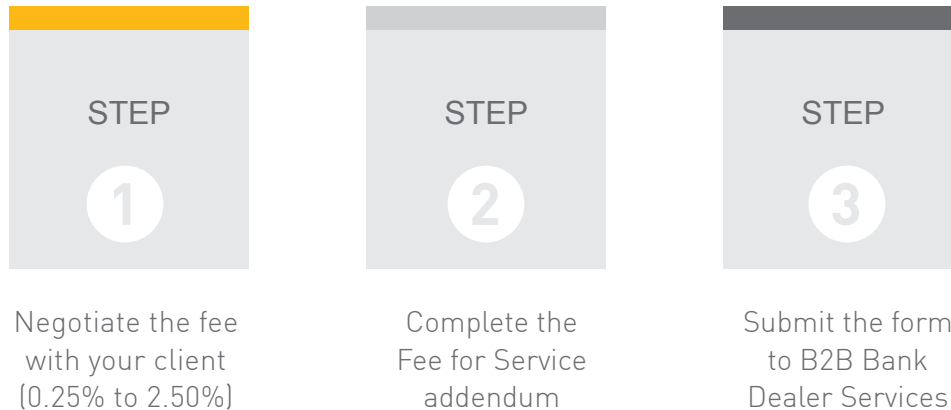 STEP
1
Negotiate the fee
with your client
(0.25% to 2.50%)
STEP
2
Complete the
Fee for Service
addendum
STEP
3
Submit the form
to B2B Bank
Dealer Services